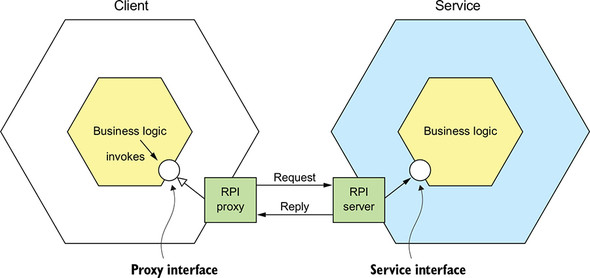 Client
Service
Business logic
invokes
Business logic
RPI
proxy
Request
Reply
RPI
server
Proxy interface
Service interface